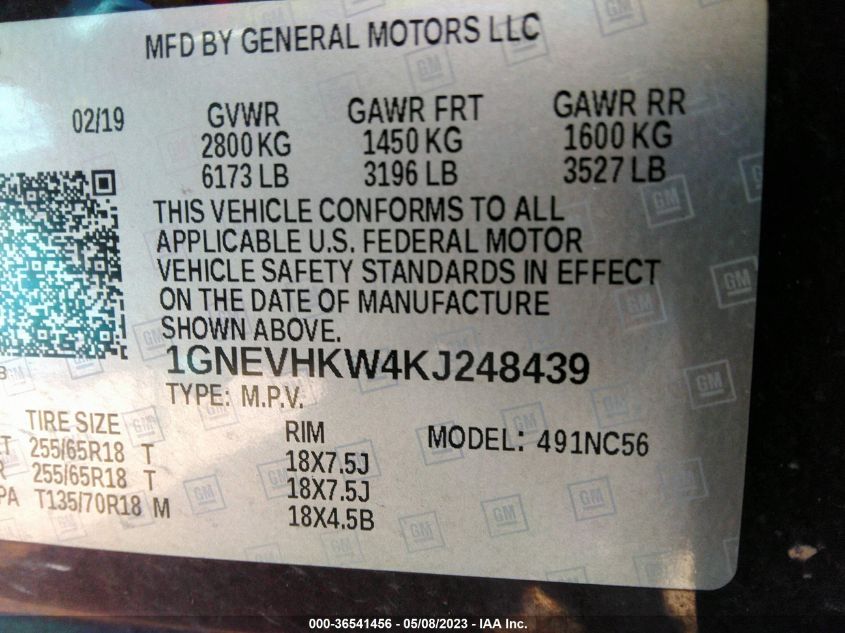 MFD BY GENERAL MOTORS LLC
02/19 GVWR GAWR FRT GAWR RR
2800 KG 1450 KG 1600 KG
6173 LB 3196 LB 3527 LB
THIS VEHICLE CONFORMS TO ALL
APPLICABLE U.S. FEDERAL MOTOR
VEHICLE SAFETY STANDARDS IN EFFECT
ON THE DATE OF MANUFACTURE
SHOWN ABOVE.
1GNEVHKW4KJ248439
TYPE: M.P.V.
TIRE SIZE RIM MODEL: 491NC56
255/65R18 T 18X7.5J
255/65R18 T 18X7.5J
T135/70R18 M 18X4.5B
GM
000-36541456 - 05/08/2023 - IAA Inc.